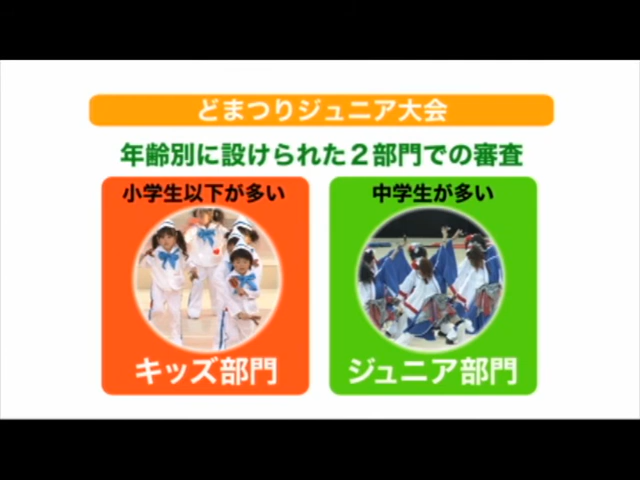 どまつりジュニア大会
年齢別に設けられた２部門での審査
小学生以下が多い
キッズ部門
中学生が多い
ジュニア部門